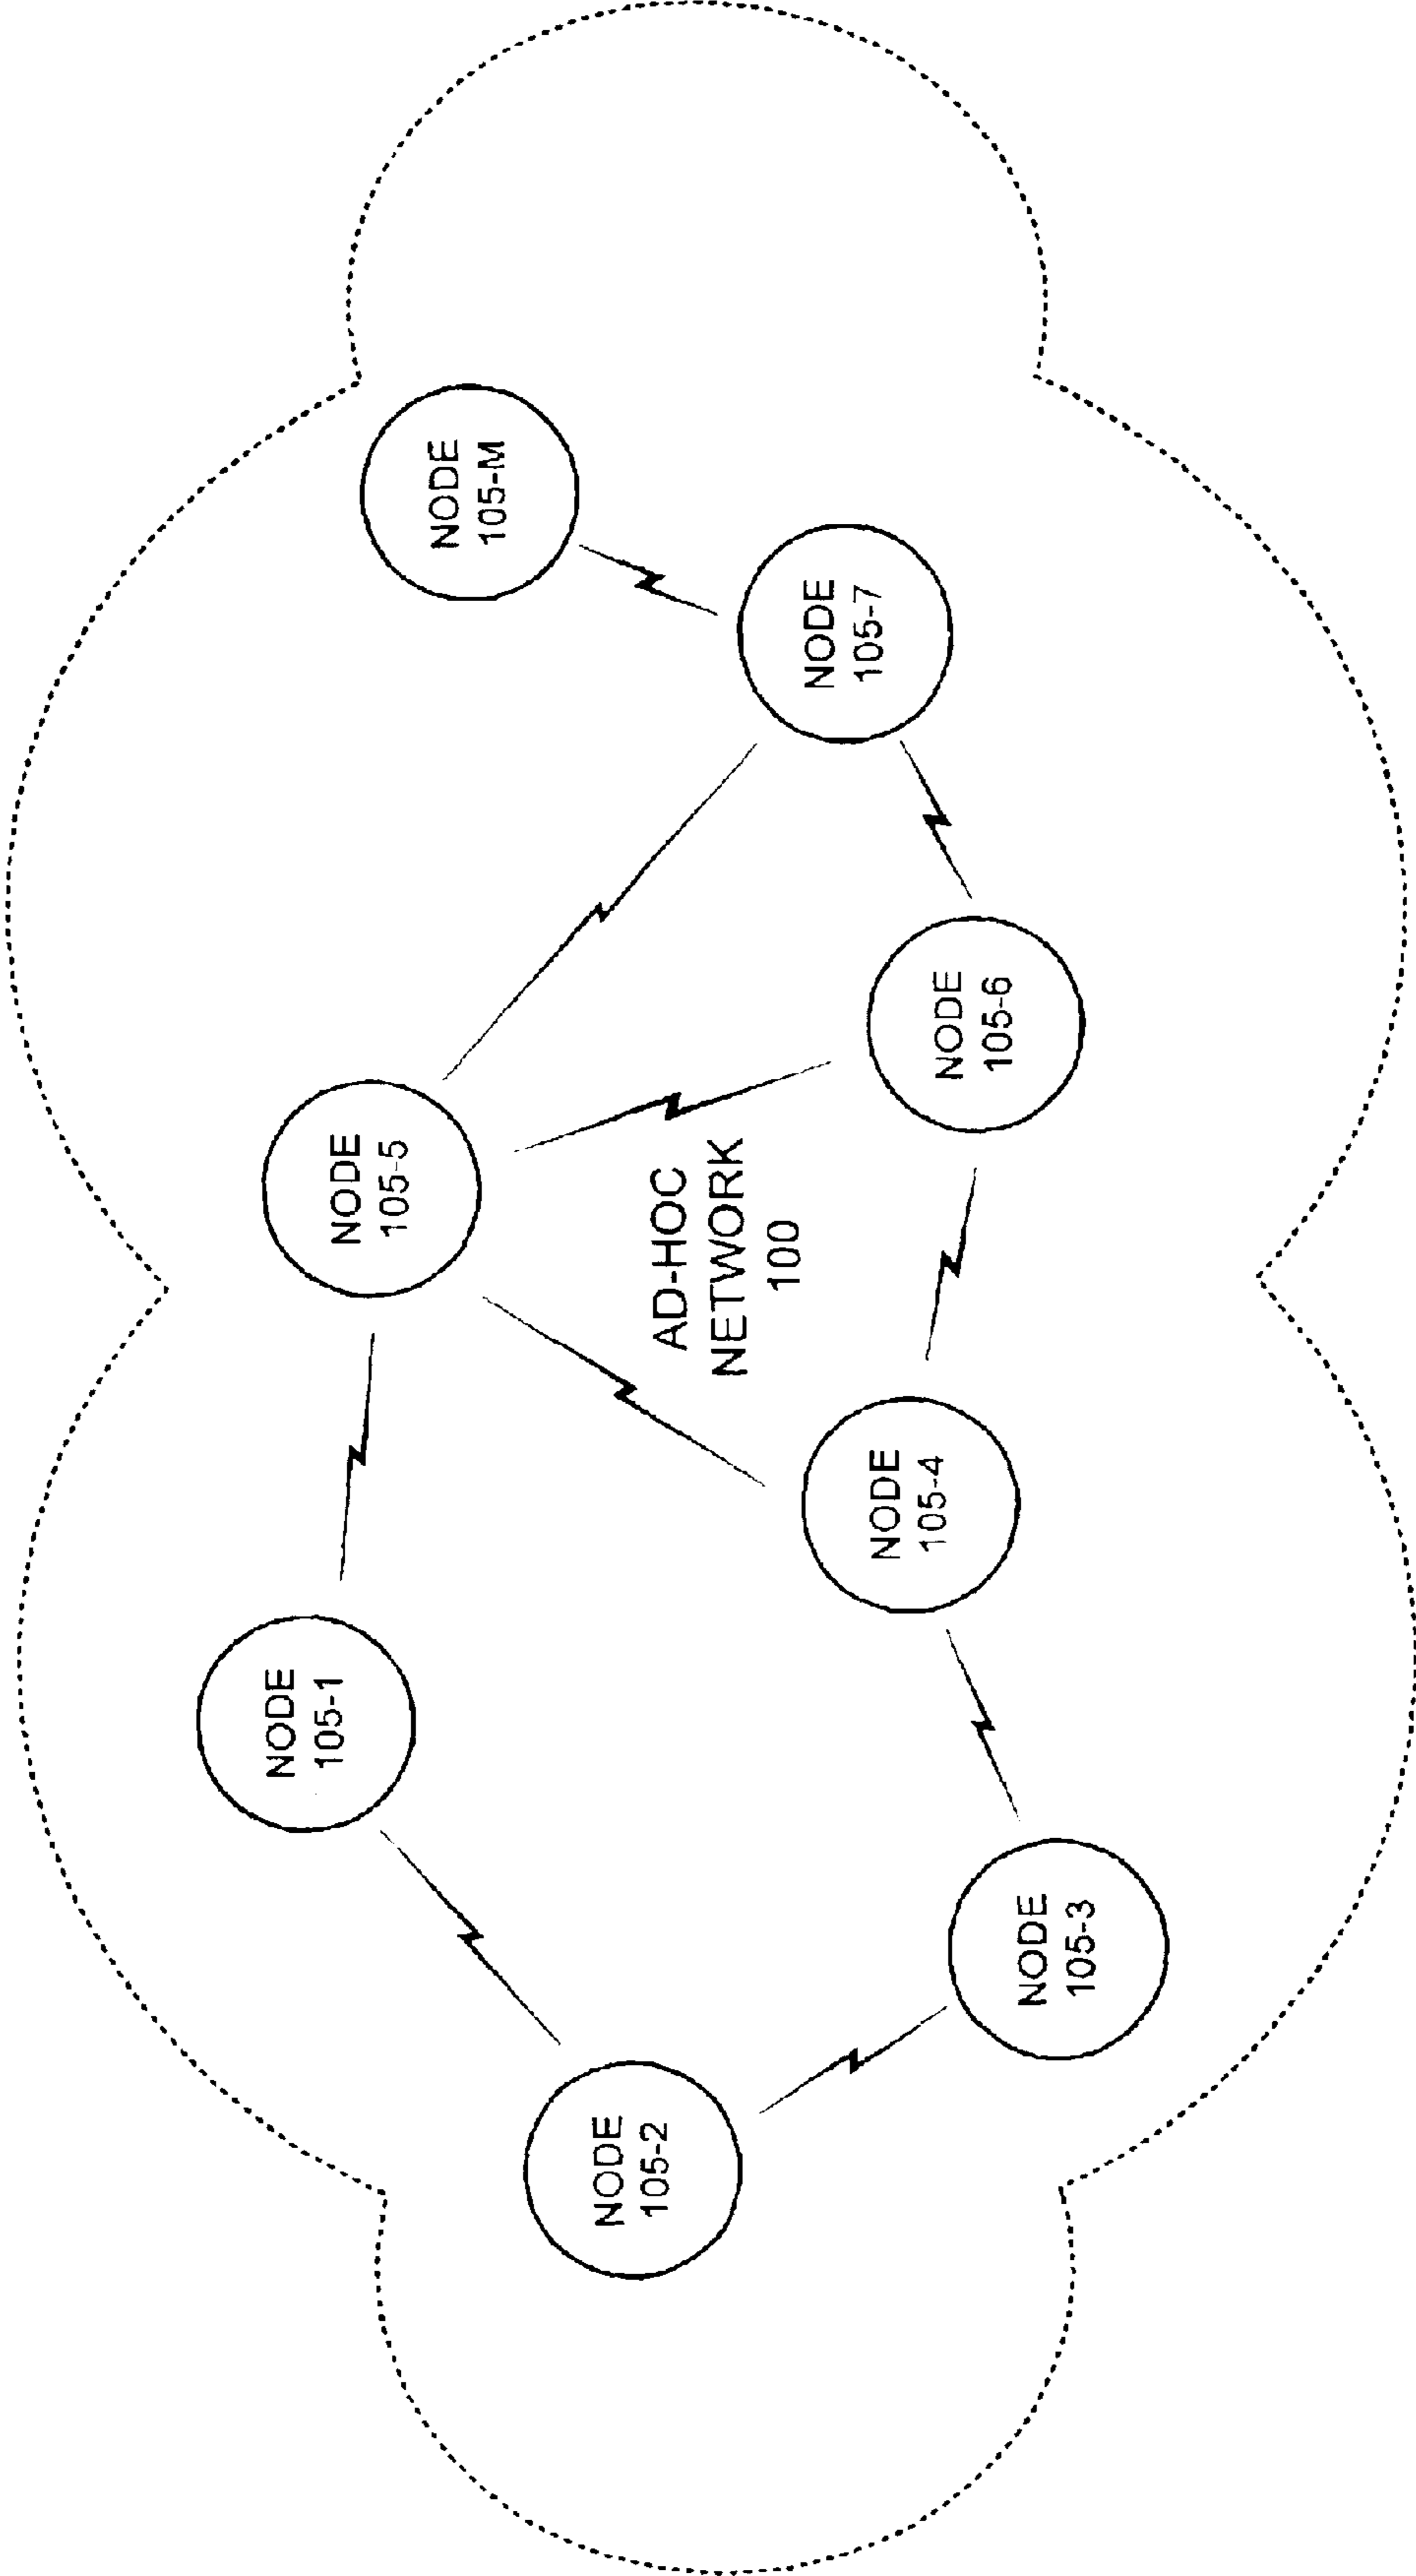 NODE
105-1
NODE
105-2
NODE
105-3
NODE
105-4
NODE
105-5
AD-HOC
NETWORK
100
NODE
105-6
NODE
105-7
NODE
105-M